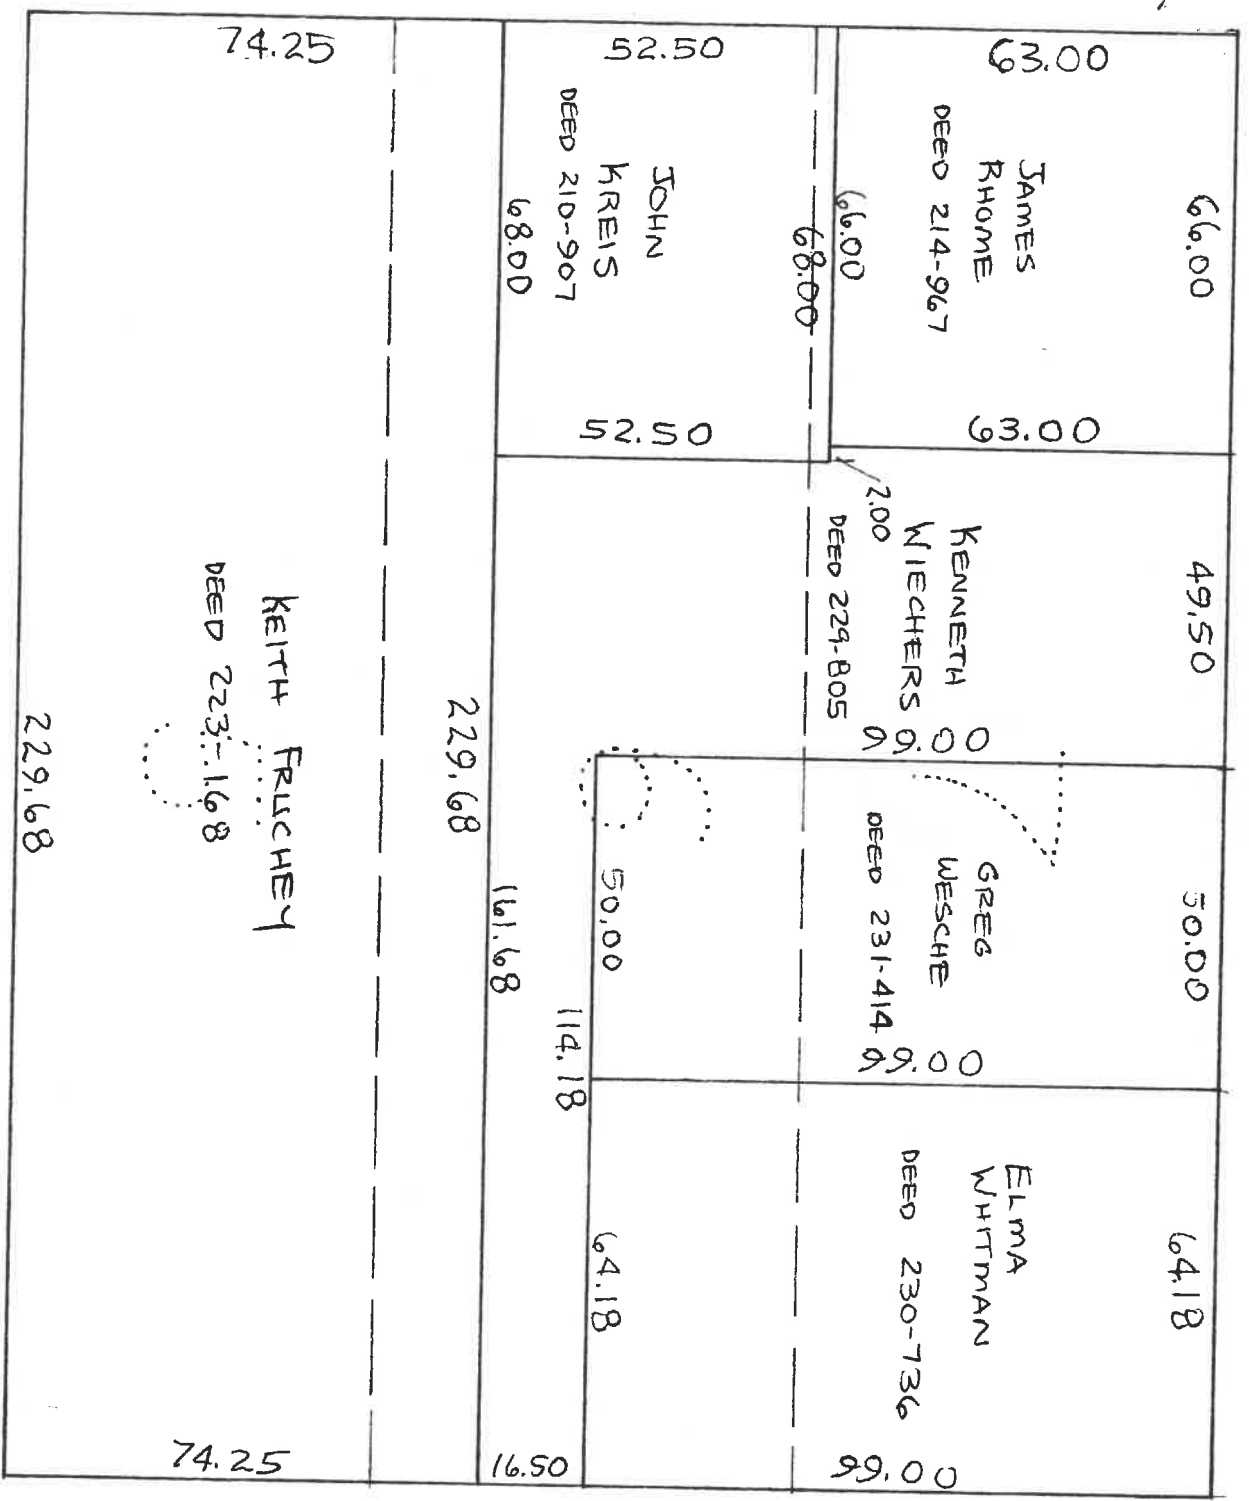 74.25
52.50
63.00
JAMES
RHOME
DEED 214-967
66.00
66.00
63.00
JOHN
KREIS
DEED 210-907
68.00
68.00
52.50
2.00
KENNETH
WIECHERS
DEED 229-805
49.50
99.00
GREG
WESCHE
DEED 231-414
50.00
50.00
99.00
ELMA
WHITMAN
DEED 230-736
64.18
64.18
114.18
161.68
229.68
KEITH FRUCHEY
DEED 223-168
229.68
74.25
16.50
99.00